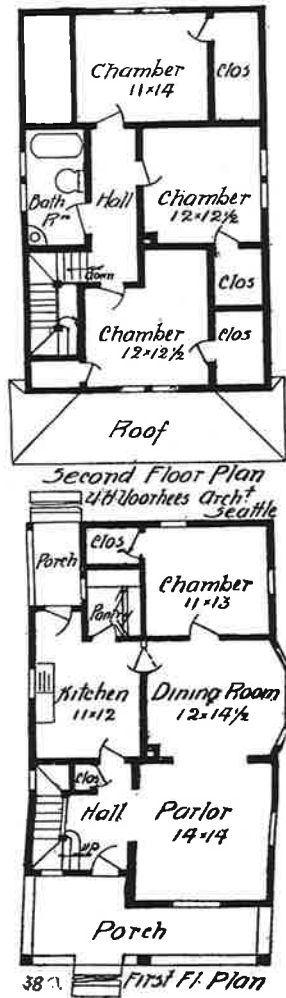 Chamber
11×14
Clos
Bath
Rm
Hall
Chamber
12×12½
Down
Clos
Chamber
12×12½
Clos
Roof
Second Floor Plan
V.W. Voorhees Archt
Seattle
Porch
Clos
Chamber
11×13
Pantry
Kitchen
11×12
Dining Room
12×14½
Clos
Hall
Parlor
14×14
up
Porch
First Fl. Plan